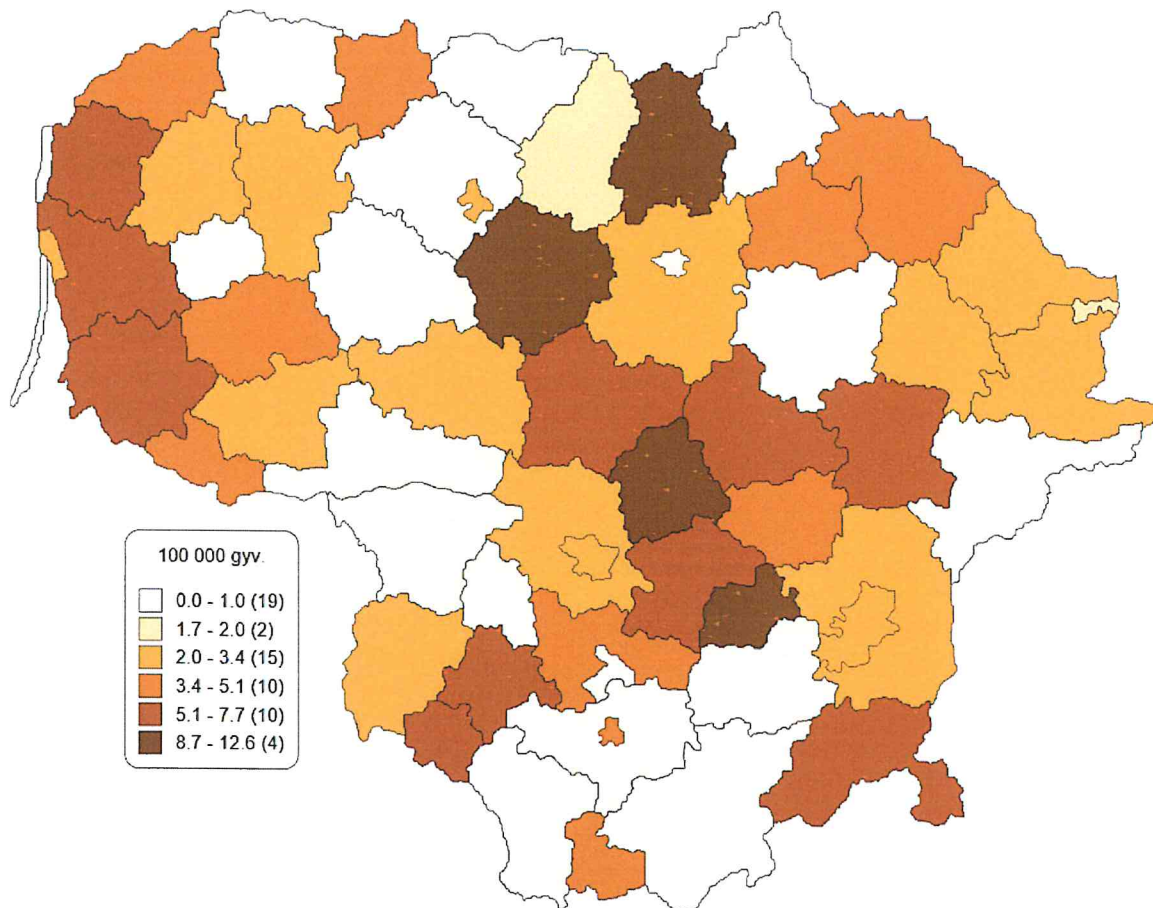 100 000 gyv.
0.0 - 1.0 (19)
1.7 - 2.0 (2)
2.0 - 3.4 (15)
3.4 - 5.1 (10)
5.1 - 7.7 (10)
8.7 - 12.6 (4)